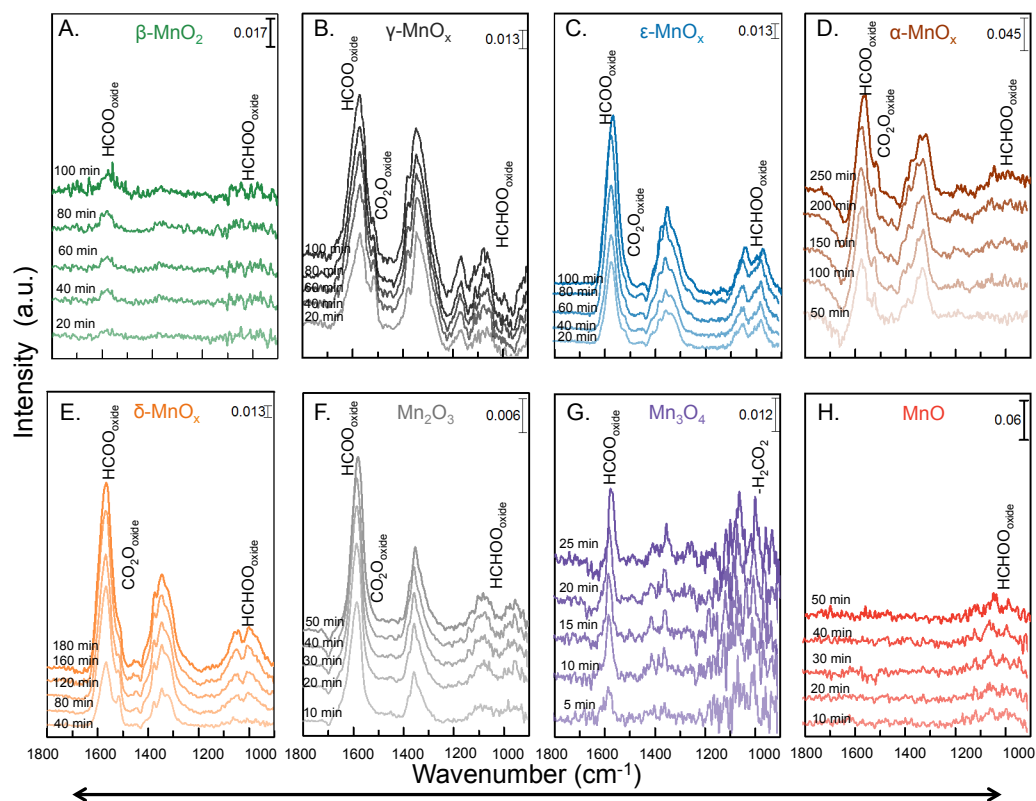 A.
β-MnO2
0.017
HCOOoxide
HCHOOoxide
100 min
80 min
60 min
40 min
20 min
B.
γ-MnOx
0.013
HCOOoxide
CO2Ooxide
HCHOOoxide
100 min
80 min
60 min
40 min
20 min
C.
ε-MnOx
0.013
HCOOoxide
CO2Ooxide
HCHOOoxide
100 min
80 min
60 min
40 min
20 min
D.
α-MnOx
0.045
HCOOoxide
CO2Ooxide
HCHOOoxide
250 min
200 min
150 min
100 min
50 min
Intensity (a.u.)
E.
δ-MnOx
0.013
HCOOoxide
CO2Ooxide
HCHOOoxide
180 min
160 min
120 min
80 min
40 min
1800 1600 1400 1200 1000
F.
Mn2O3
0.006
HCOOoxide
CO2Ooxide
HCHOOoxide
50 min
40 min
30 min
20 min
10 min
1800 1600 1400 1200 1000
G.
Mn3O4
0.012
HCOOoxide
-H2CO2
25 min
20 min
15 min
10 min
5 min
1800 1600 1400 1200 1000
H.
MnO
0.06
HCHOOoxide
50 min
40 min
30 min
20 min
10 min
1800 1600 1400 1200 1000
Wavenumber (cm-1)